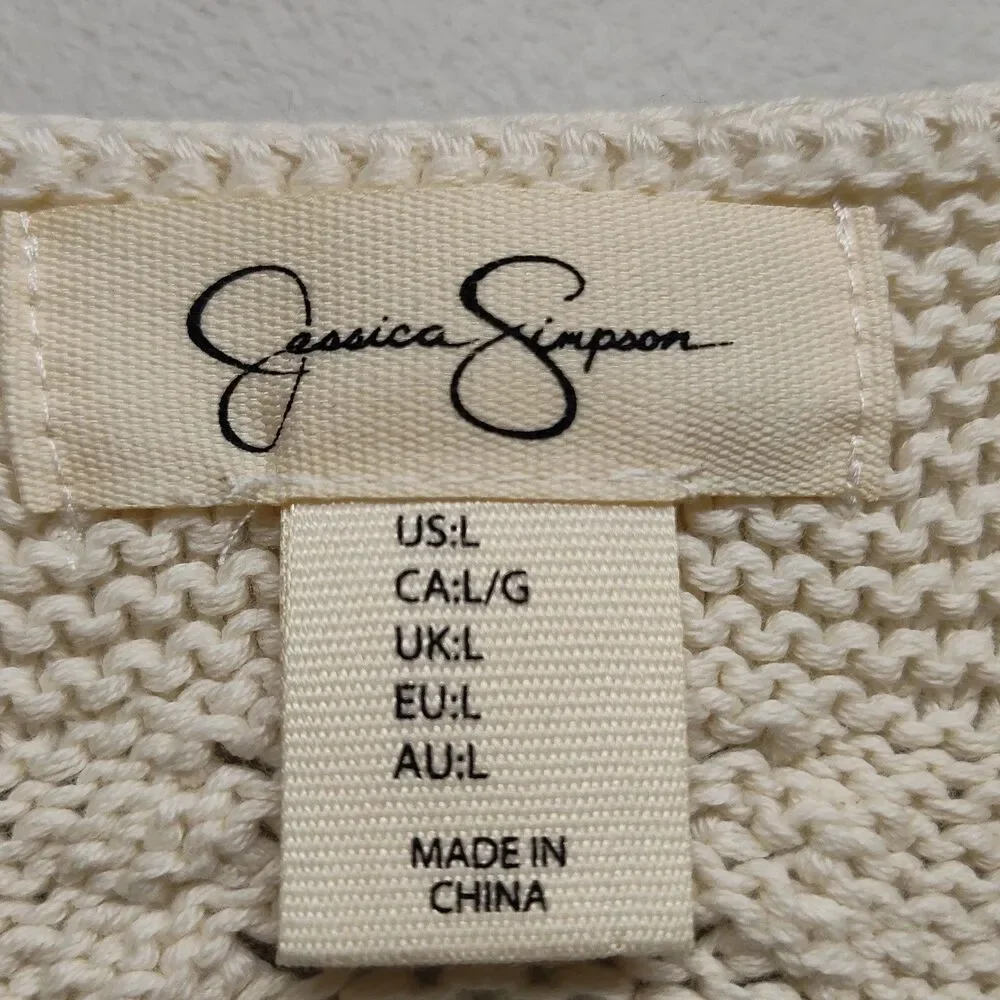 Jessica Simpson
US:L
CA:L/G
UK:L
EU:L
AU:L
MADE IN
CHINA